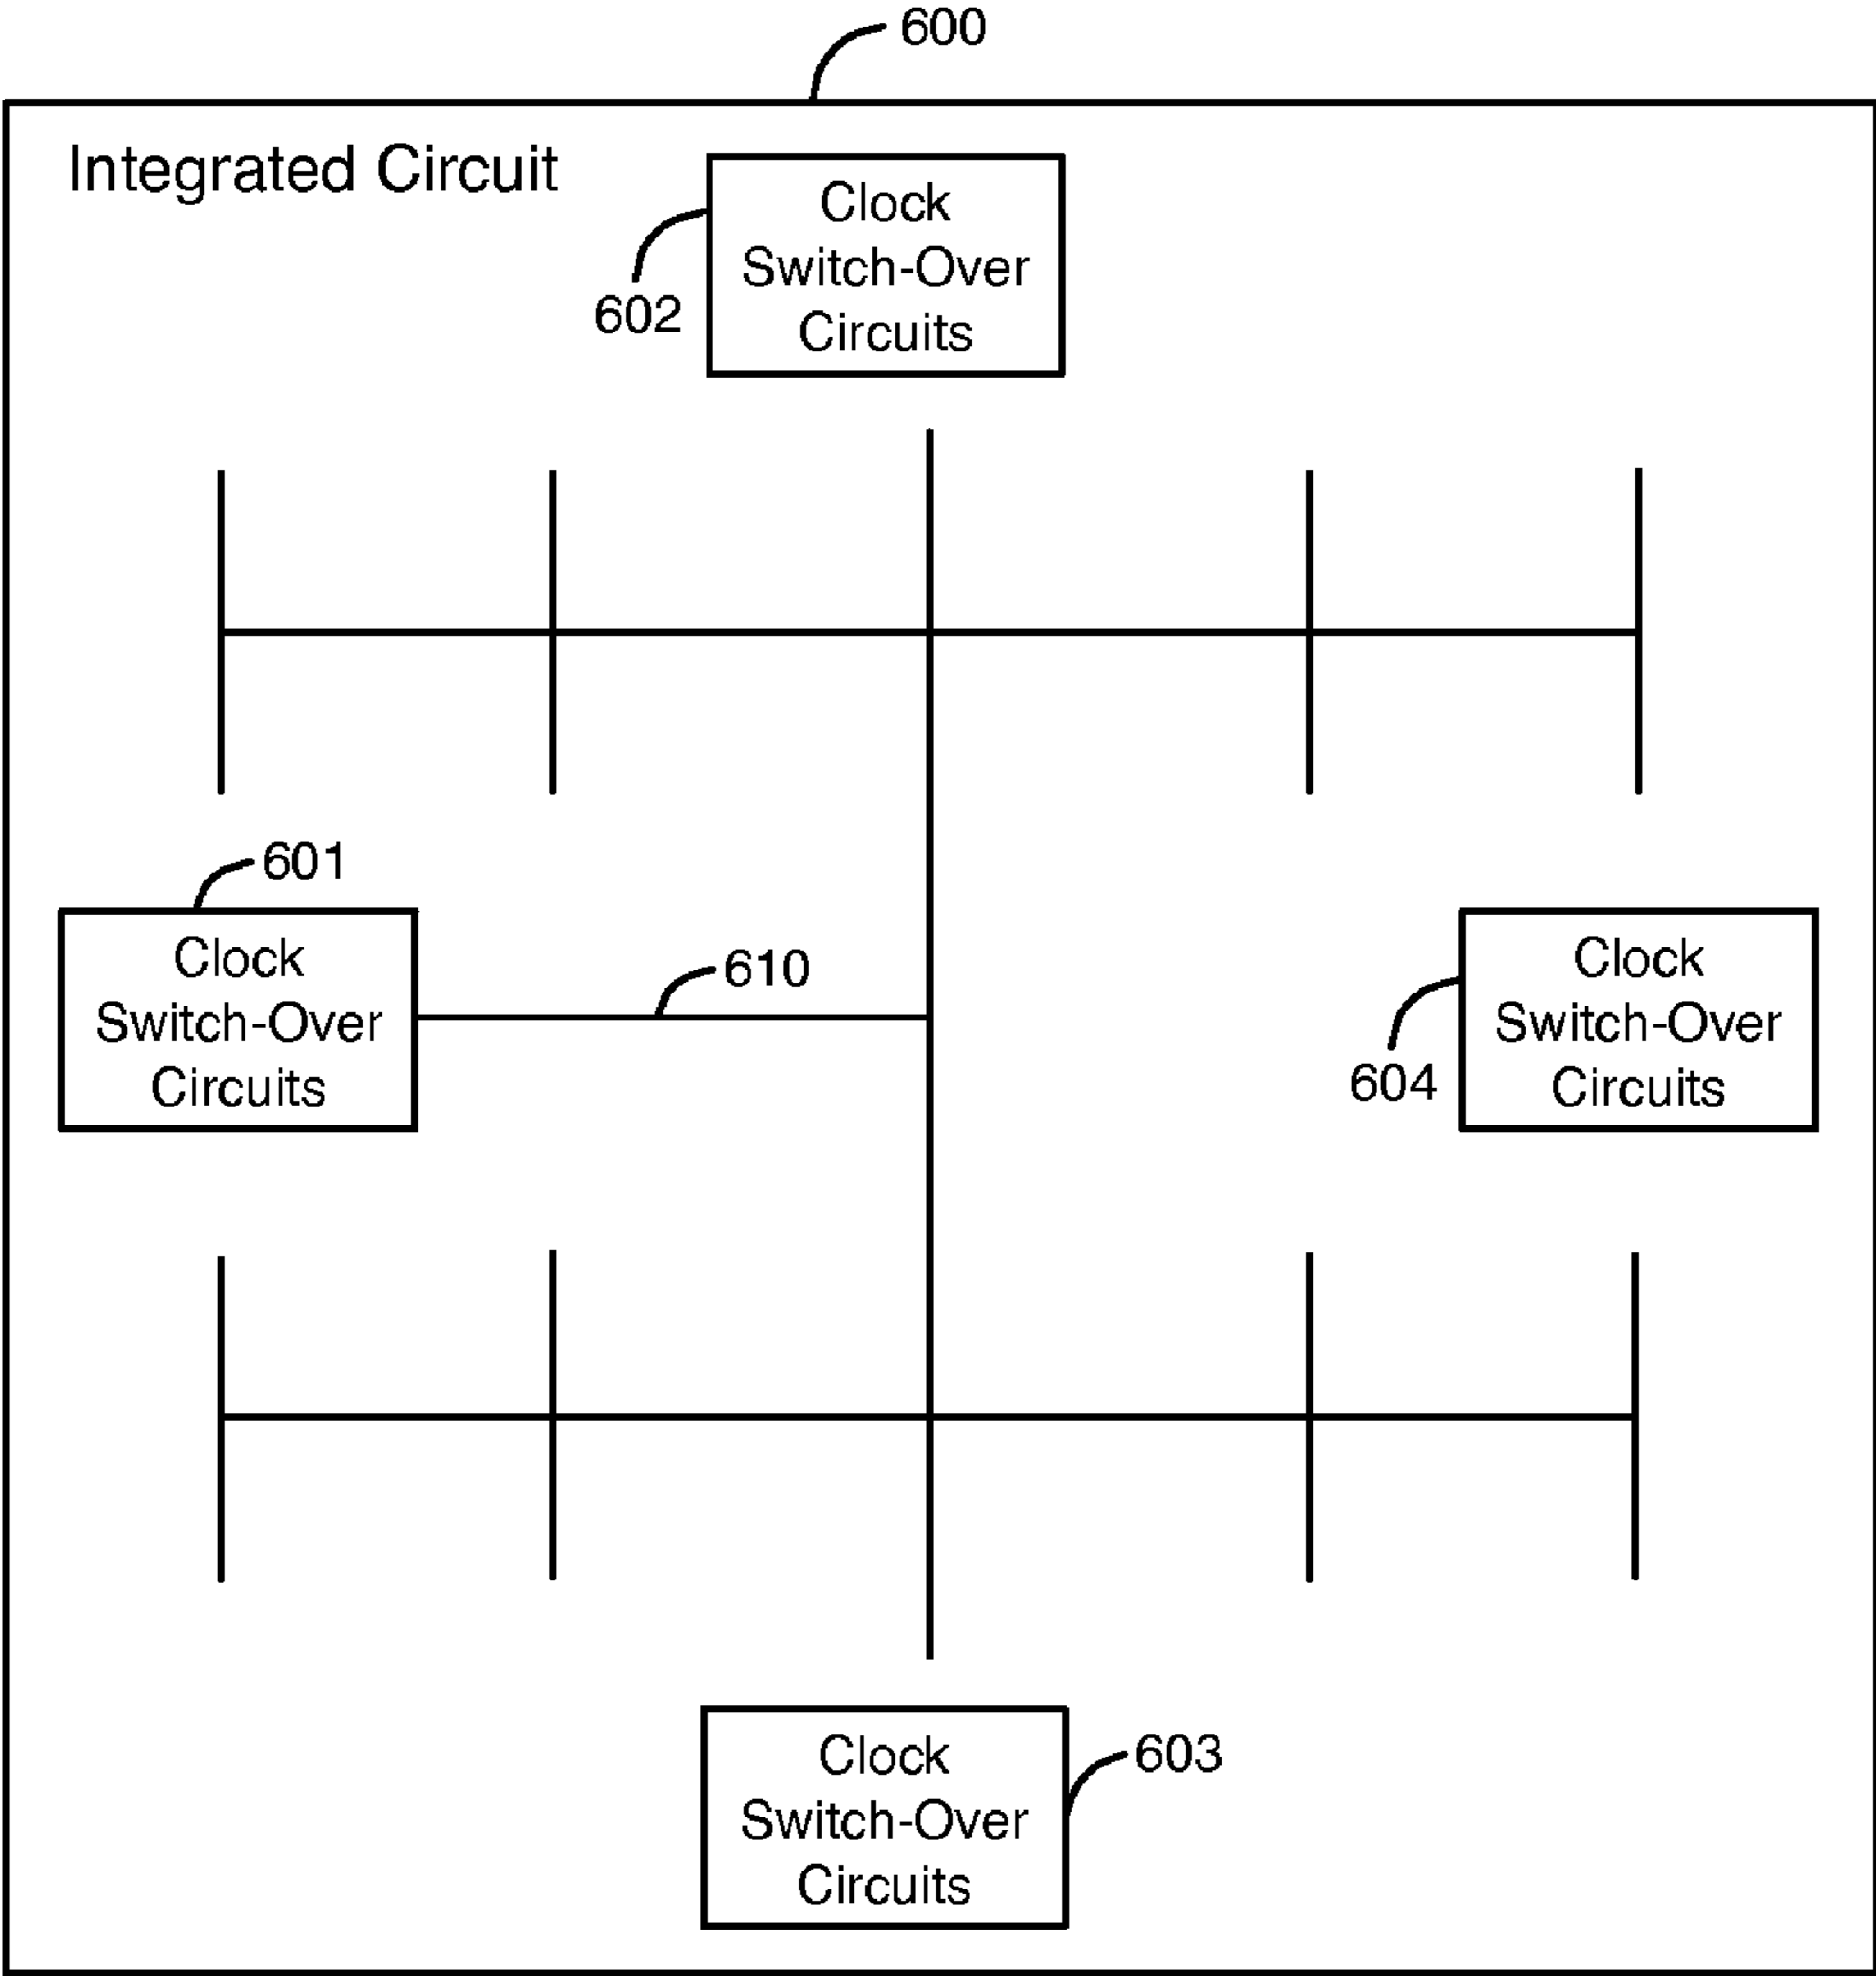 600
Integrated Circuit
Clock
Switch-Over
Circuits
602
601
Clock
Switch-Over
Circuits
610
Clock
Switch-Over
Circuits
604
Clock
Switch-Over
Circuits
603